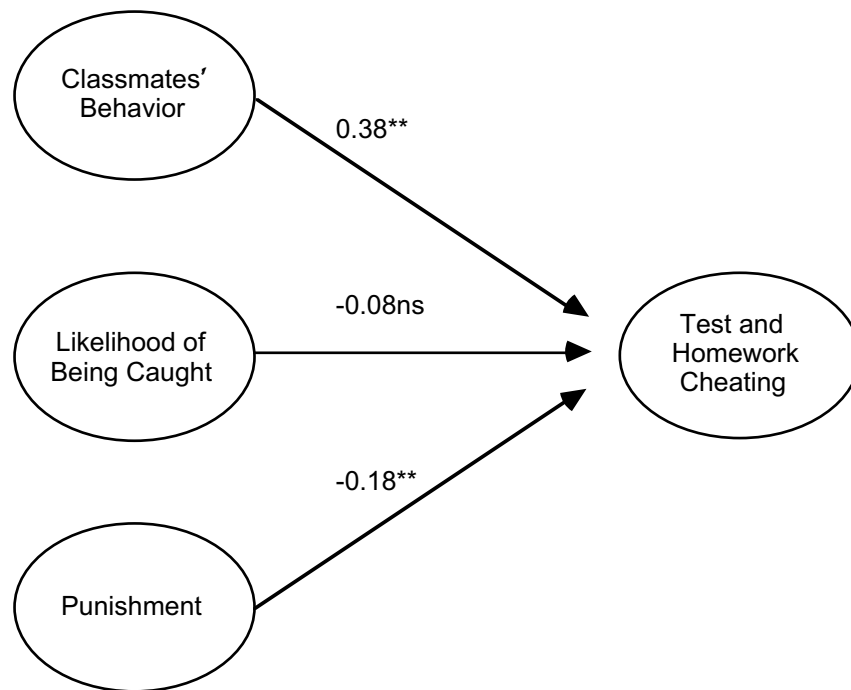 Classmates′
Behavior
0.38**
-0.08ns
Likelihood of
Being Caught
Test and
Homework
Cheating
-0.18**
Punishment